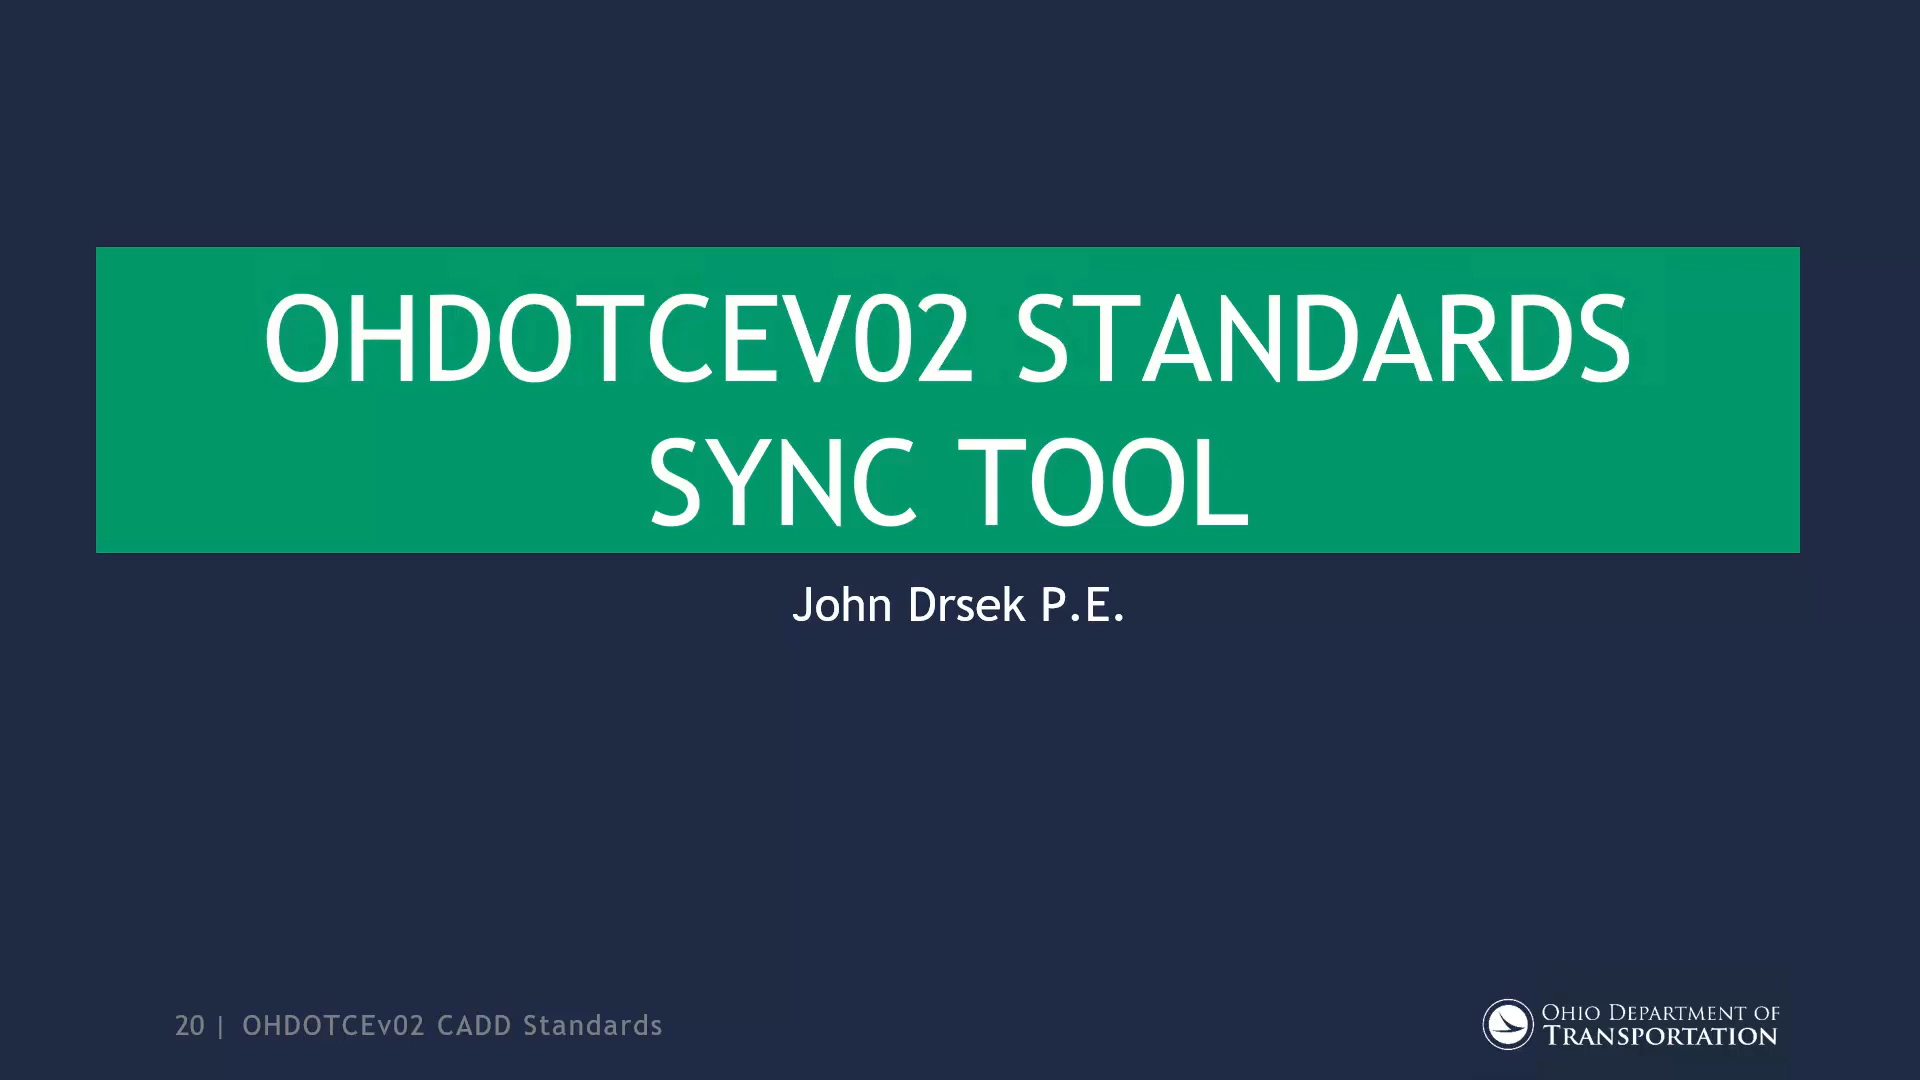 OHDOTCEV02 STANDARDS
SYNC TOOL
John Drsek P.E.
20 | OHDOTCEv02 CADD Standards
OHIO DEPARTMENT OF
TRANSPORTATION